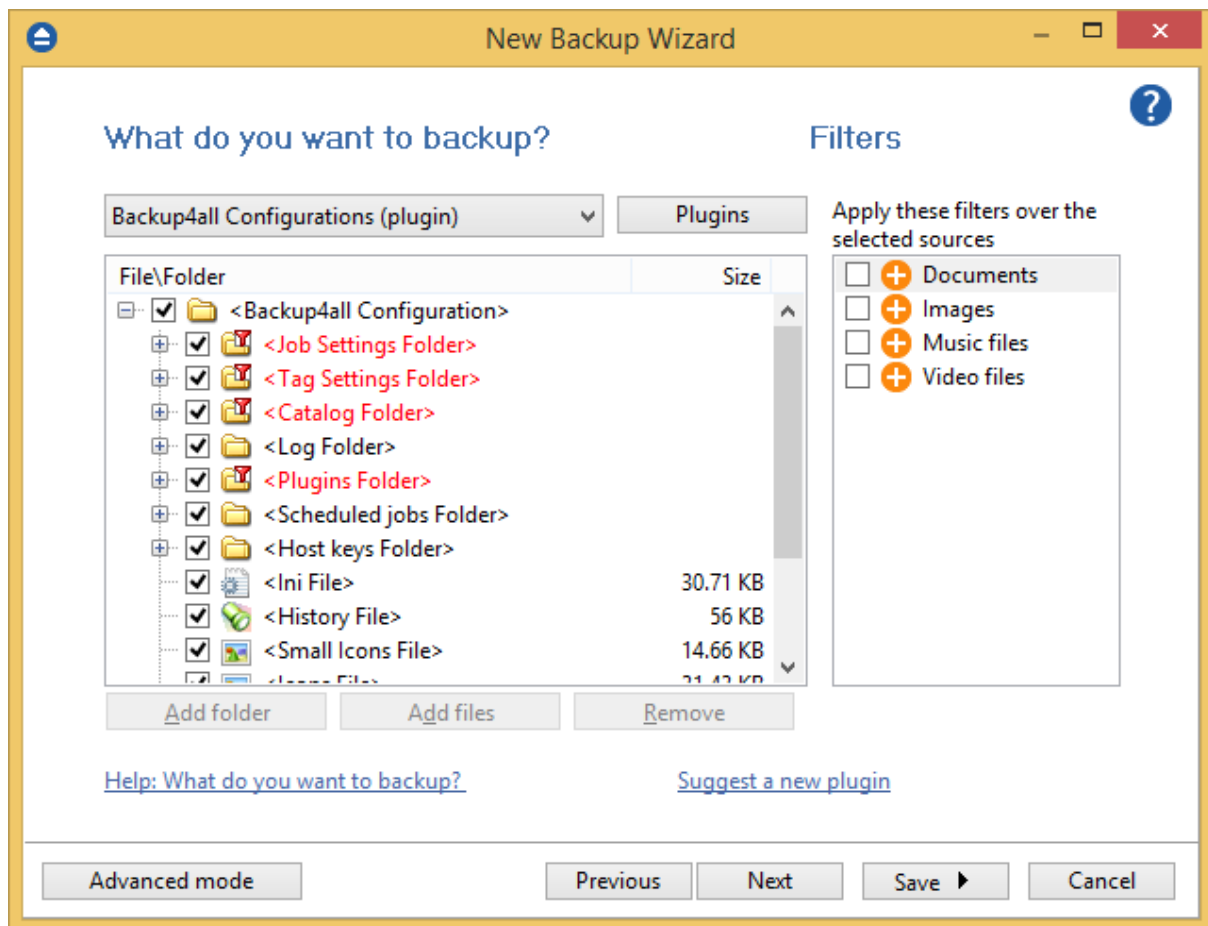 New Backup Wizard
What do you want to backup?
Filters
Backup4all Configurations (plugin)
Plugins
Apply these filters over the
selected sources
File\Folder Size
<Backup4all Configuration>
<Job Settings Folder>
<Tag Settings Folder>
<Catalog Folder>
<Log Folder>
<Plugins Folder>
<Scheduled jobs Folder>
<Host keys Folder>
<Ini File> 30.71 KB
<History File> 56 KB
<Small Icons File> 14.66 KB
Documents
Images
Music files
Video files
Add folder
Add files
Remove
Help: What do you want to backup?
Suggest a new plugin
Advanced mode
Previous
Next
Save
Cancel